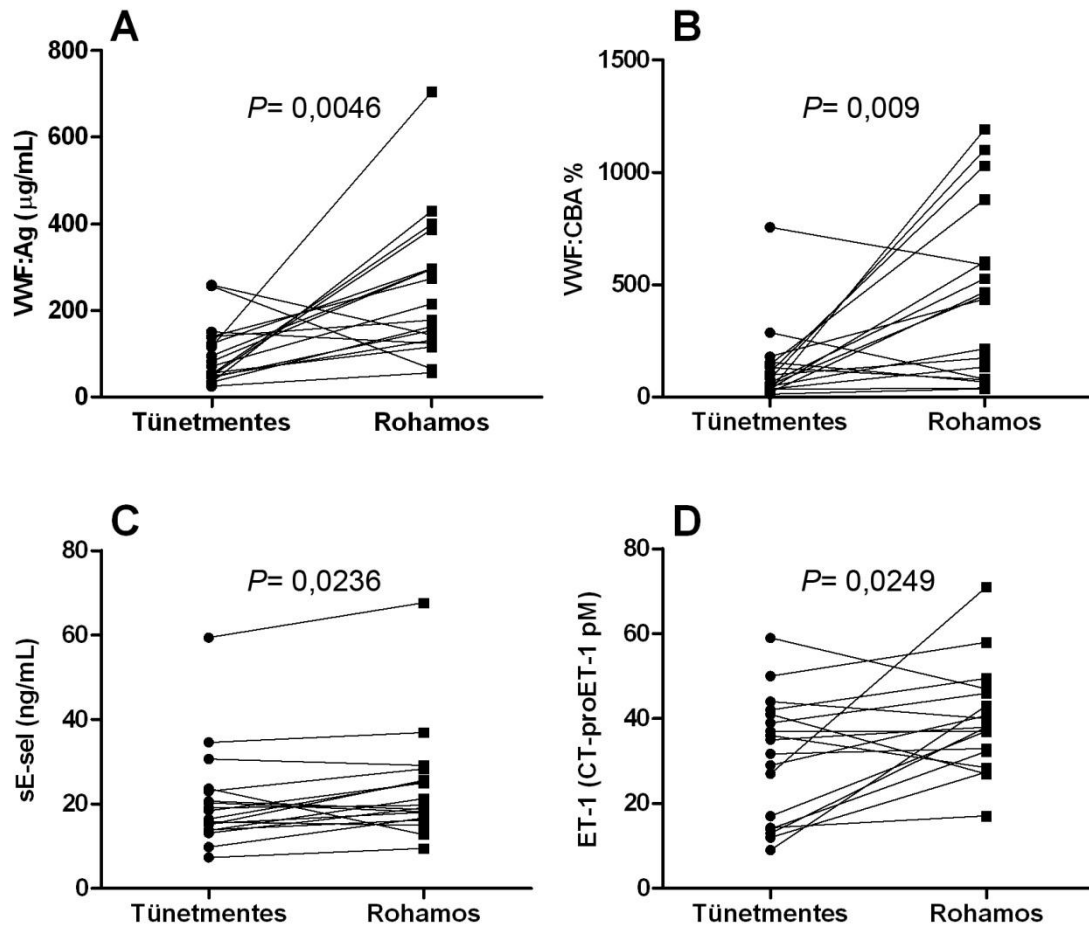 A
P= 0,0046
VWF:Ag (µg/mL)
800
600
400
200
0
Tünetmentes
Rohamos
B
P= 0,009
VWF:CBA %
1500
1000
500
0
Tünetmentes
Rohamos
C
P= 0,0236
sE-sel (ng/mL)
80
60
40
20
0
Tünetmentes
Rohamos
D
P= 0,0249
ET-1 (CT-proET-1 pM)
80
60
40
20
0
Tünetmentes
Rohamos